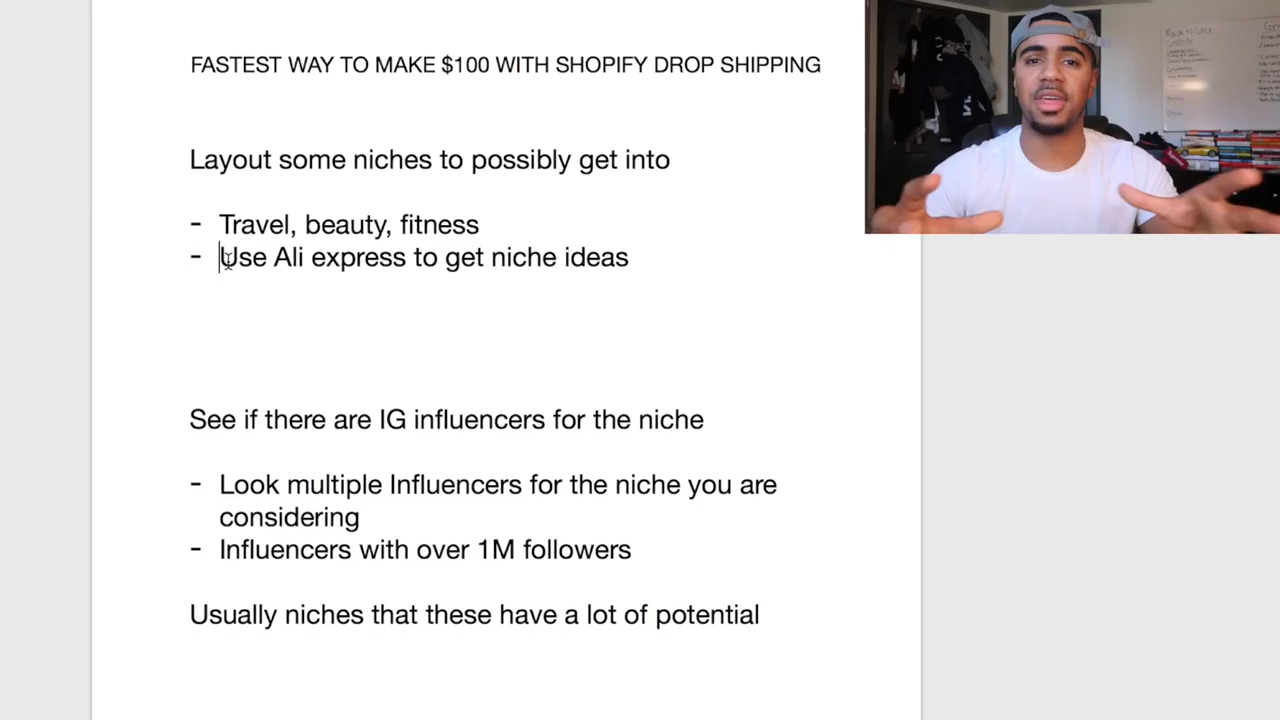 FASTEST WAY TO MAKE $100 WITH SHOPIFY DROP SHIPPING
Layout some niches to possibly get into
- Travel, beauty, fitness
- Use Ali express to get niche ideas
See if there are IG influencers for the niche
- Look multiple Influencers for the niche you are
considering
- Influencers with over 1M followers
Usually niches that these have a lot of potential